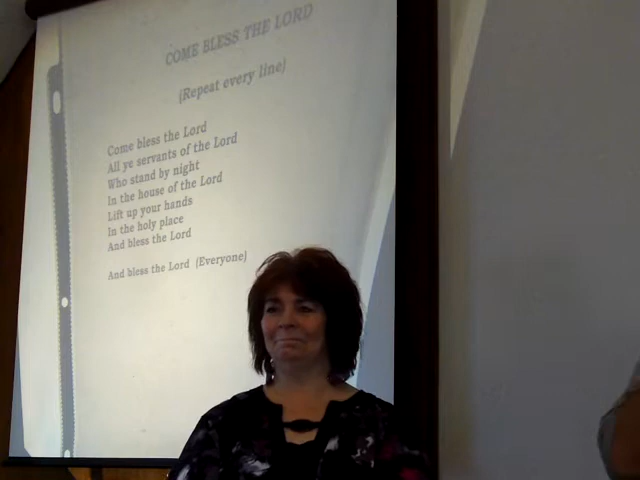 COME BLESS THE LORD
(Repeat every line)
Come bless the Lord
All ye servants of the Lord
Who stand by night
In the house of the Lord
Lift up your hands
In the holy place
And bless the Lord
And bless the Lord (Everyone)